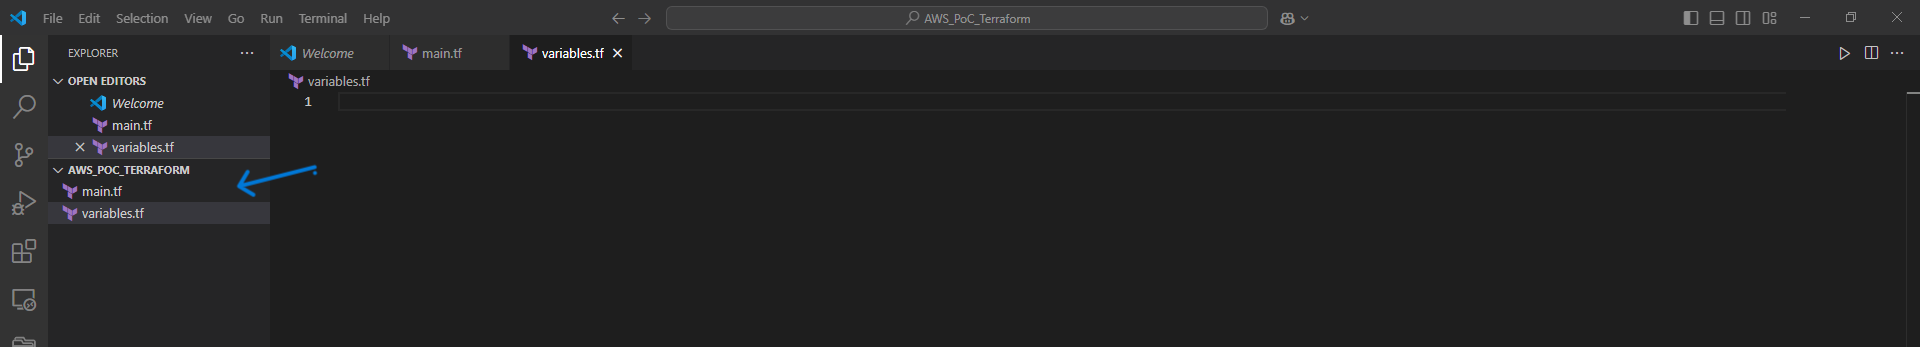 File Edit Selection View Go Run Terminal Help
AWS_PoC_Terraform
EXPLORER
Welcome
main.tf
variables.tf
OPEN EDITORS
Welcome
main.tf
variables.tf
AWS_POC_TERRAFORM
main.tf
variables.tf
variables.tf
1